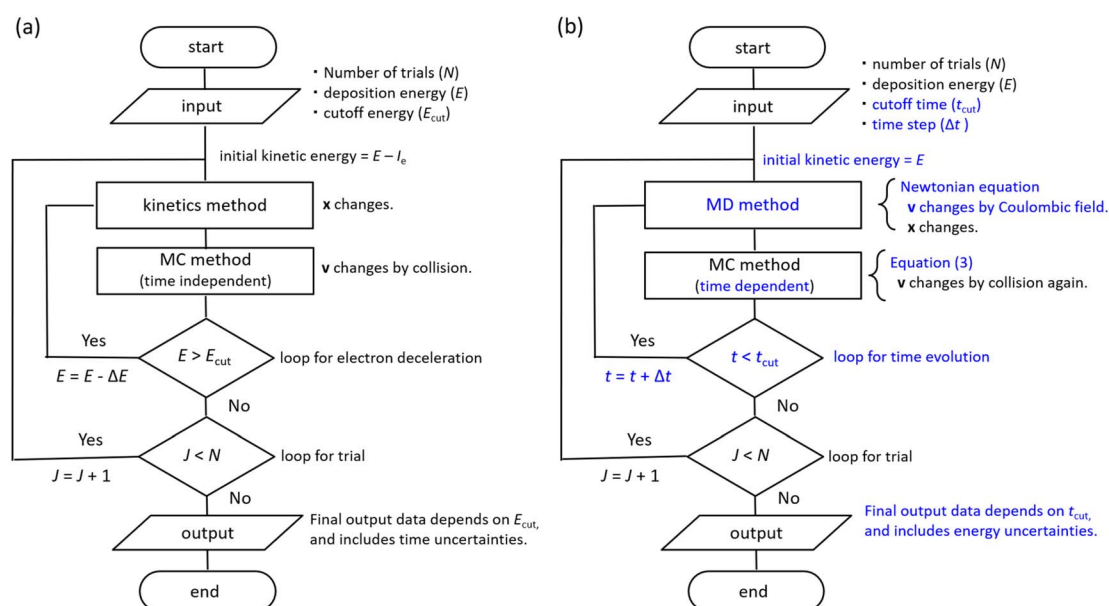 (a)
start
input
・ Number of trials (N)
・ deposition energy (E)
・ cutoff energy (Ecut)
initial kinetic energy = E – Ie
kinetics method
x changes.
MC method
(time independent)
v changes by collision.
Yes
E > Ecut
loop for electron deceleration
E = E - ΔE
No
Yes
J < N
loop for trial
J = J + 1
No
output
Final output data depends on Ecut,
and includes time uncertainties.
end
(b)
start
input
・ number of trials (N)
・ deposition energy (E)
・ cutoff time (tcut)
・ time step (Δt )
initial kinetic energy = E
MD method
Newtonian equation
v changes by Coulombic field.
x changes.
MC method
(time dependent)
Equation (3)
v changes by collision again.
Yes
t < tcut
loop for time evolution
t = t + Δt
No
Yes
J < N
loop for trial
J = J + 1
No
output
Final output data depends on tcut,
and includes energy uncertainties.
end